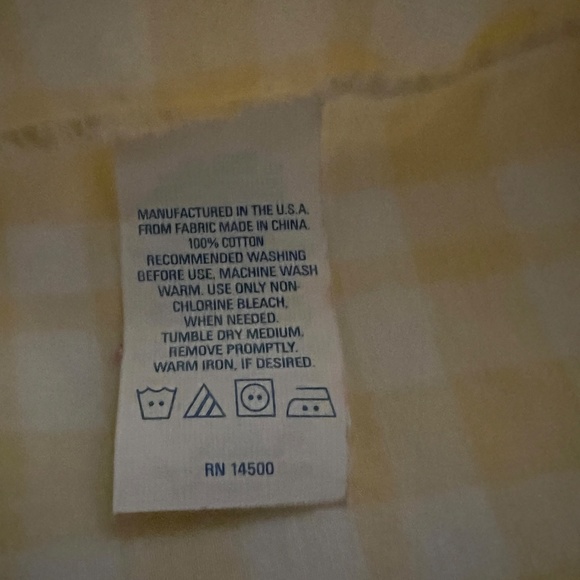 MANUFACTURED IN THE U.S.A.
FROM FABRIC MADE IN CHINA.
100% COTTON
RECOMMENDED WASHING
BEFORE USE, MACHINE WASH
WARM. USE ONLY NON-
CHLORINE BLEACH,
WHEN NEEDED.
TUMBLE DRY MEDIUM.
REMOVE PROMPTLY.
WARM IRON, IF DESIRED.
RN 14500